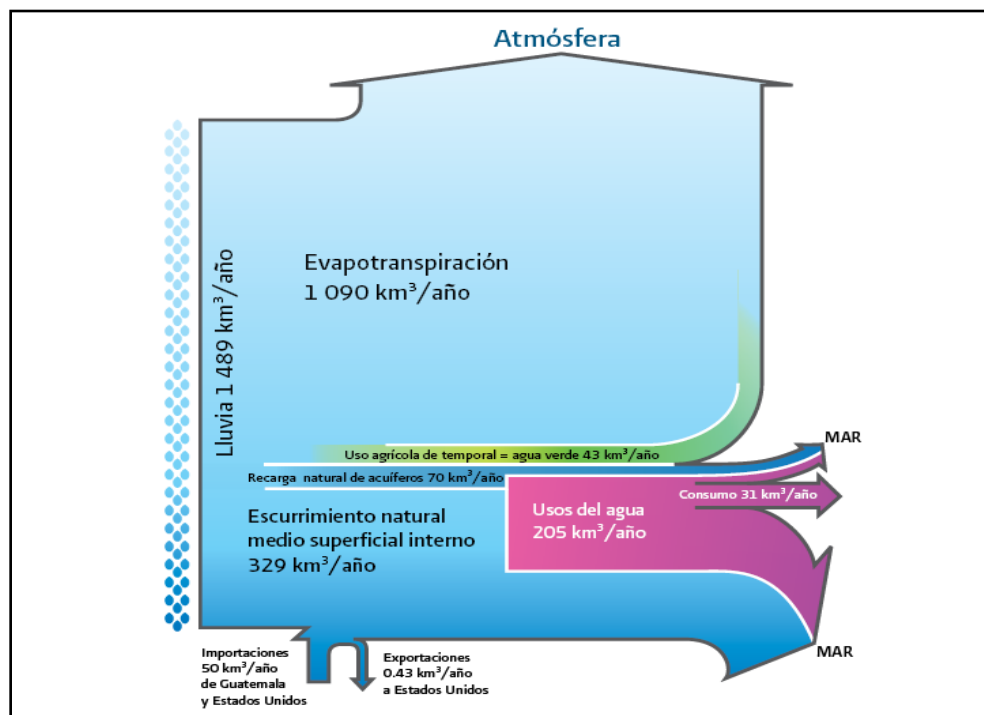 Atmósfera
Lluvia 1 489 km³/año
Evapotranspiración
1 090 km³/año
Uso agrícola de temporal = agua verde 43 km³/año
Recarga natural de acuíferos 70 km³/año
Escurrimiento natural
medio superficial interno
329 km³/año
Usos del agua
205 km³/año
MAR
Consumo 31 km³/año
MAR
Importaciones
50 km³/año
de Guatemala
y Estados Unidos
Exportaciones
0.43 km³/año
a Estados Unidos